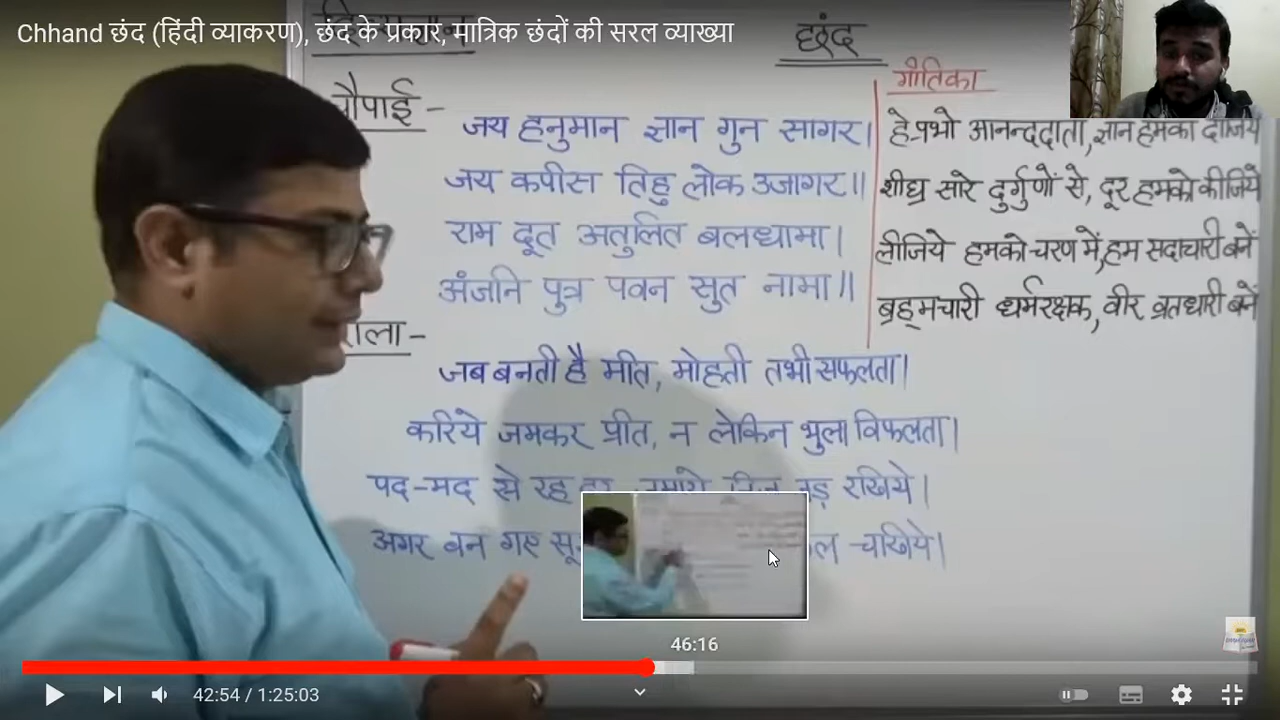 Chhand छंद (हिंदी व्याकरण), छंद के प्रकार, मात्रिक छंदों की सरल व्याख्या
छंद
चौपाई -
जय हनुमान ज्ञान गुन सागर।
जय कपीस तिहु लोक उजागर॥
राम दूत अतुलित बलधामा।
अंजनि पुत्र पवन सुत नामा॥
गीतिका
हे प्रभो आनन्ददाता, ज्ञान हमको दीजिये
शीघ्र सारे दुर्गुणों से, दूर हमको कीजिये
लीजिये हमको चरण में, हम सदाचारी बनें
ब्रह्मचारी धर्मरक्षक, वीर व्रतधारी बनें
रोला -
जब बनती है मीत, मोहती तभी सफलता।
करिये जमकर प्रीत, न लेकिन भुला विफलता।
पद-मद से रह रखिये।
अगर बन गए चखिये।
46:16
42:54 / 1:25:03